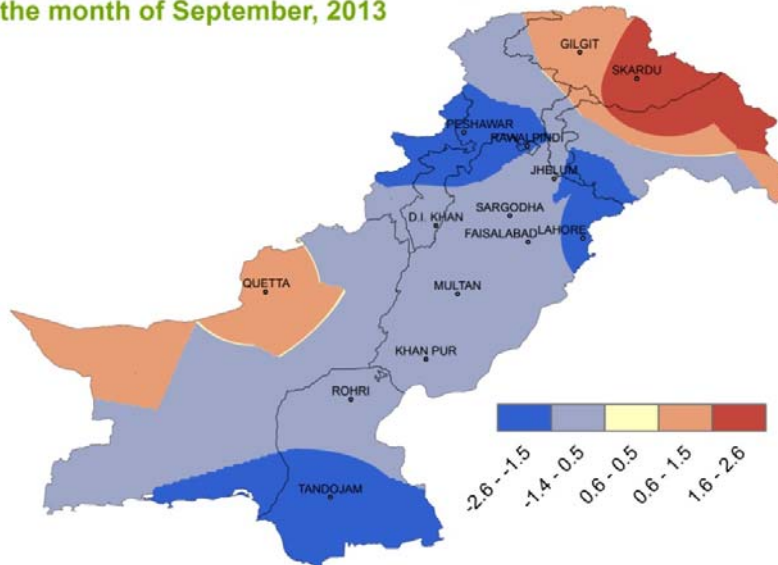 the month of September, 2013
GILGIT
SKARDU
PESHAWAR
RAWALPINDI
JHELUM
SARGODHA
D.I. KHAN
FAISALABAD
LAHORE
QUETTA
MULTAN
KHAN PUR
ROHRI
TANDOJAM
-2.6 - -1.5
-1.4 - 0.5
0.6 - 0.5
0.6 - 1.5
1.6 - 2.6